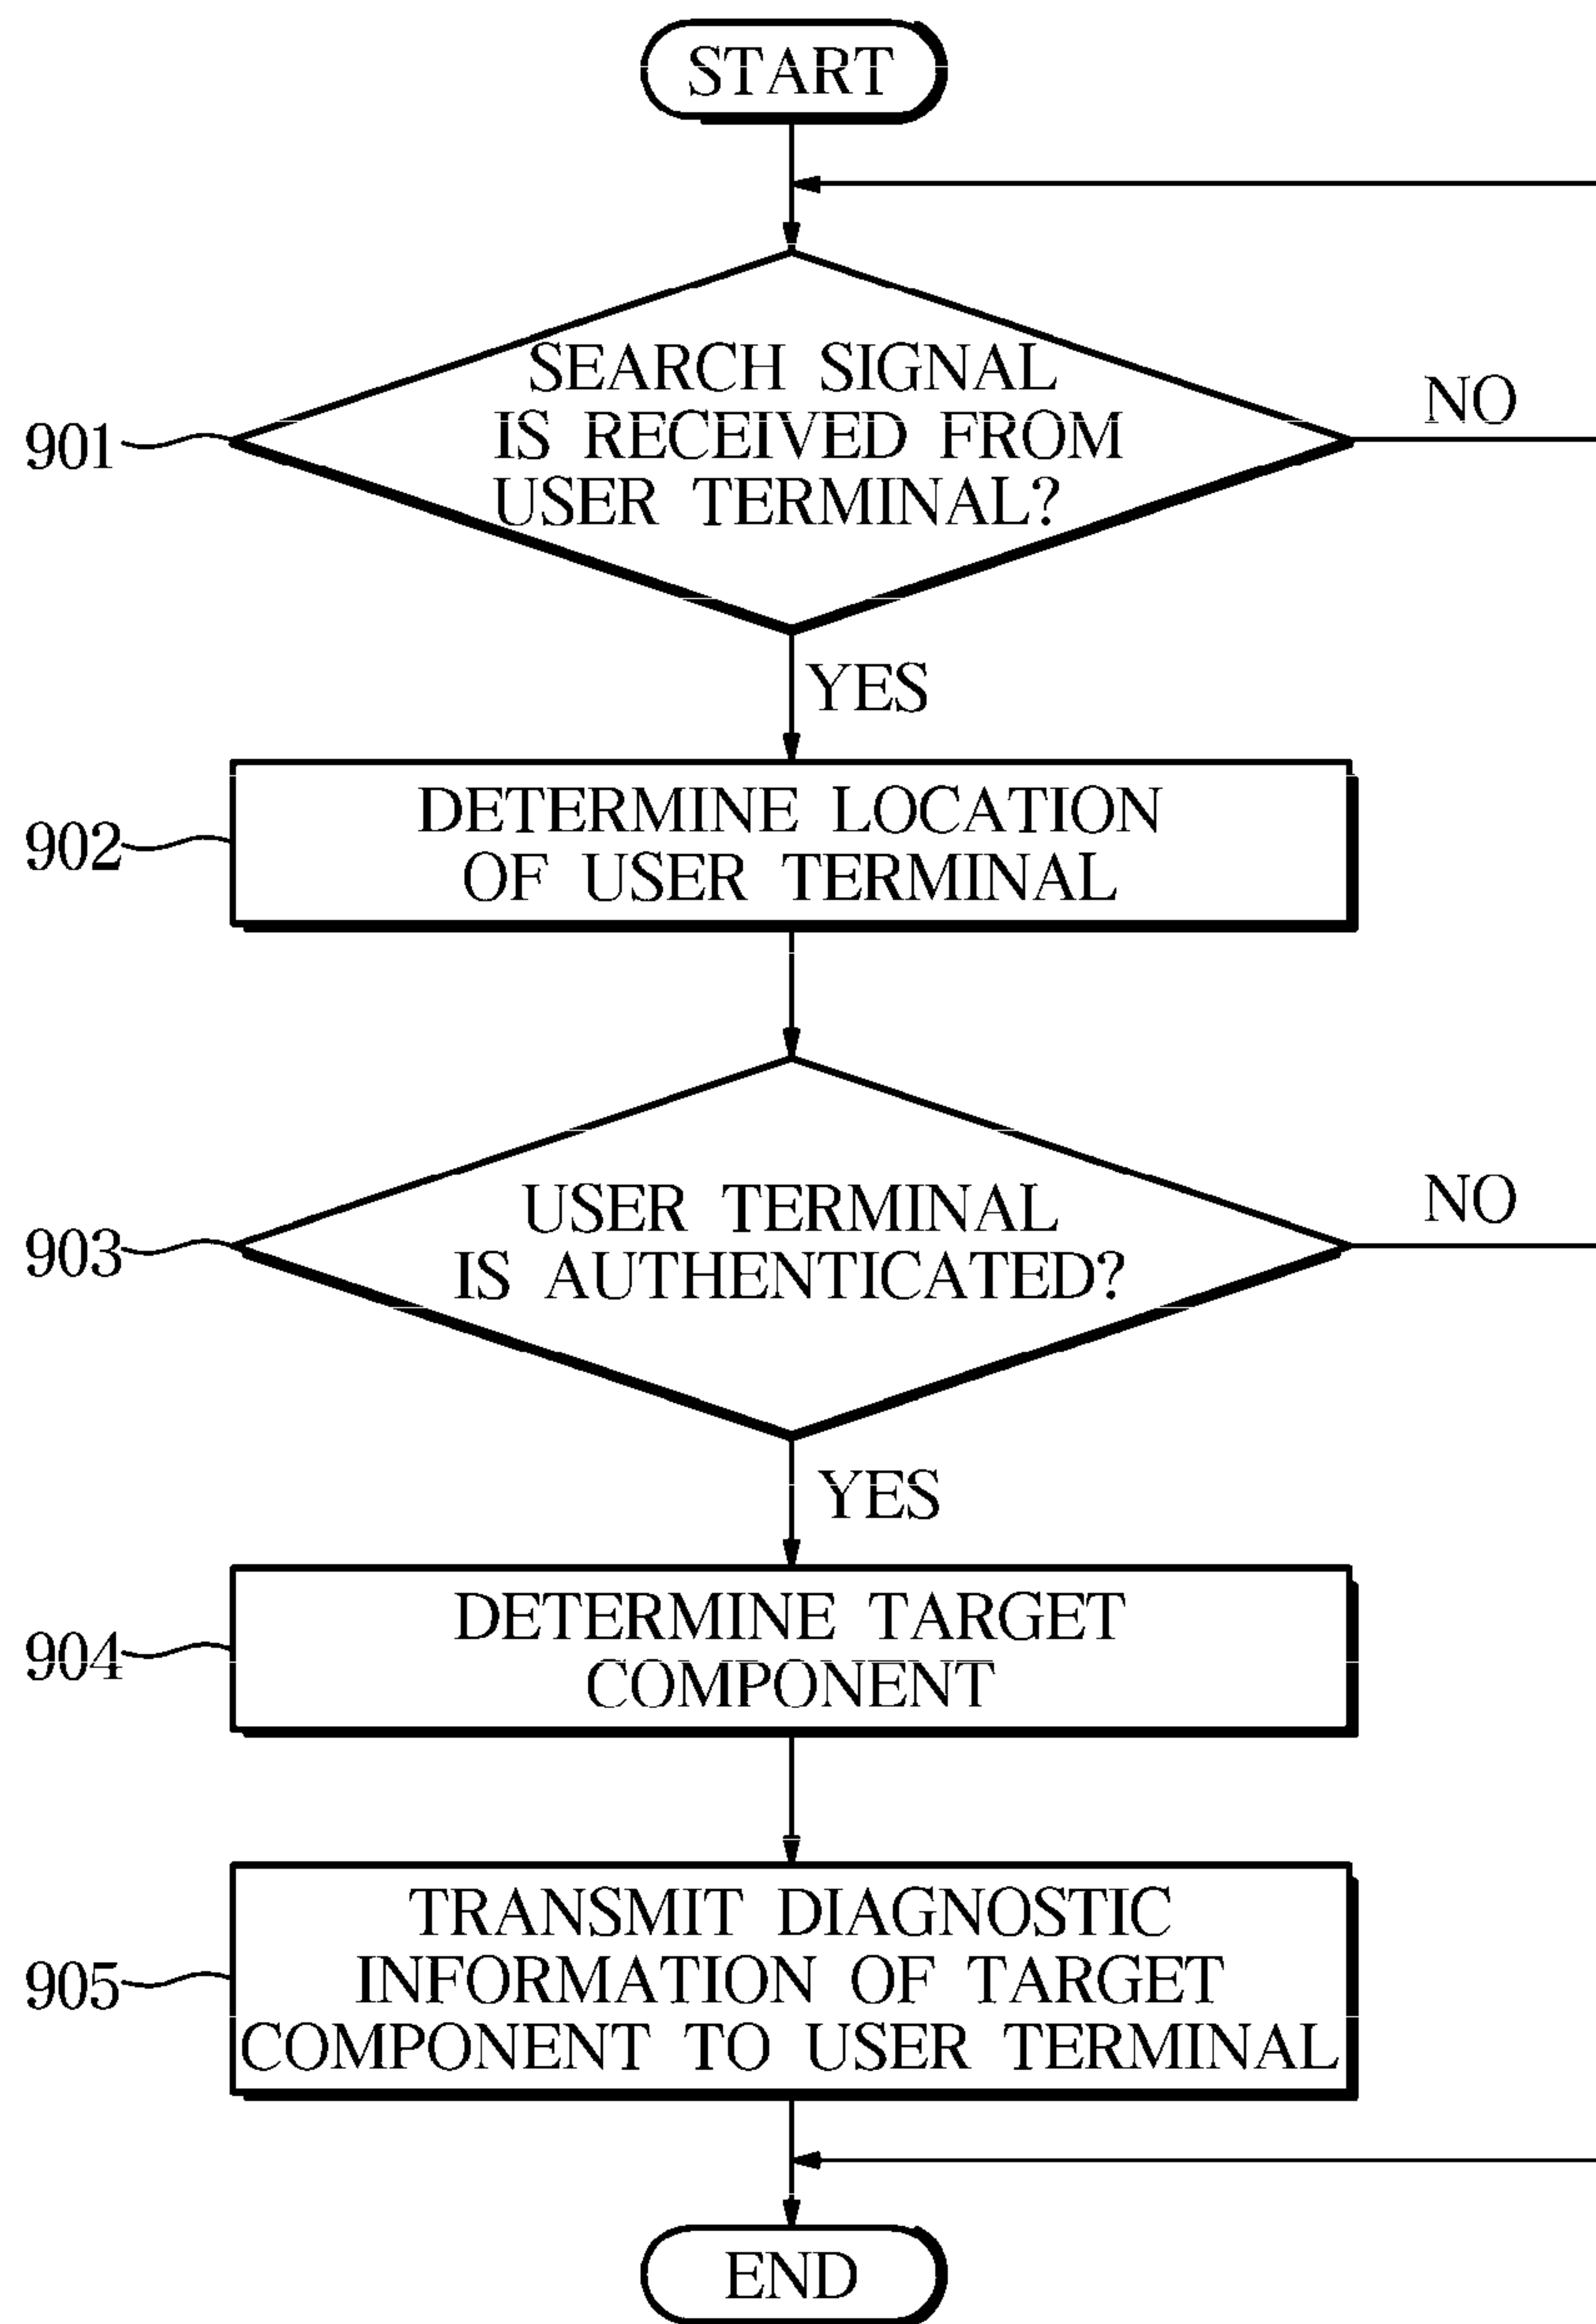 START
SEARCH SIGNAL
IS RECEIVED FROM
USER TERMINAL?
901
NO
YES
DETERMINE LOCATION
OF USER TERMINAL
902
USER TERMINAL
IS AUTHENTICATED?
903
NO
YES
DETERMINE TARGET
COMPONENT
904
TRANSMIT DIAGNOSTIC
INFORMATION OF TARGET
COMPONENT TO USER TERMINAL
905
END